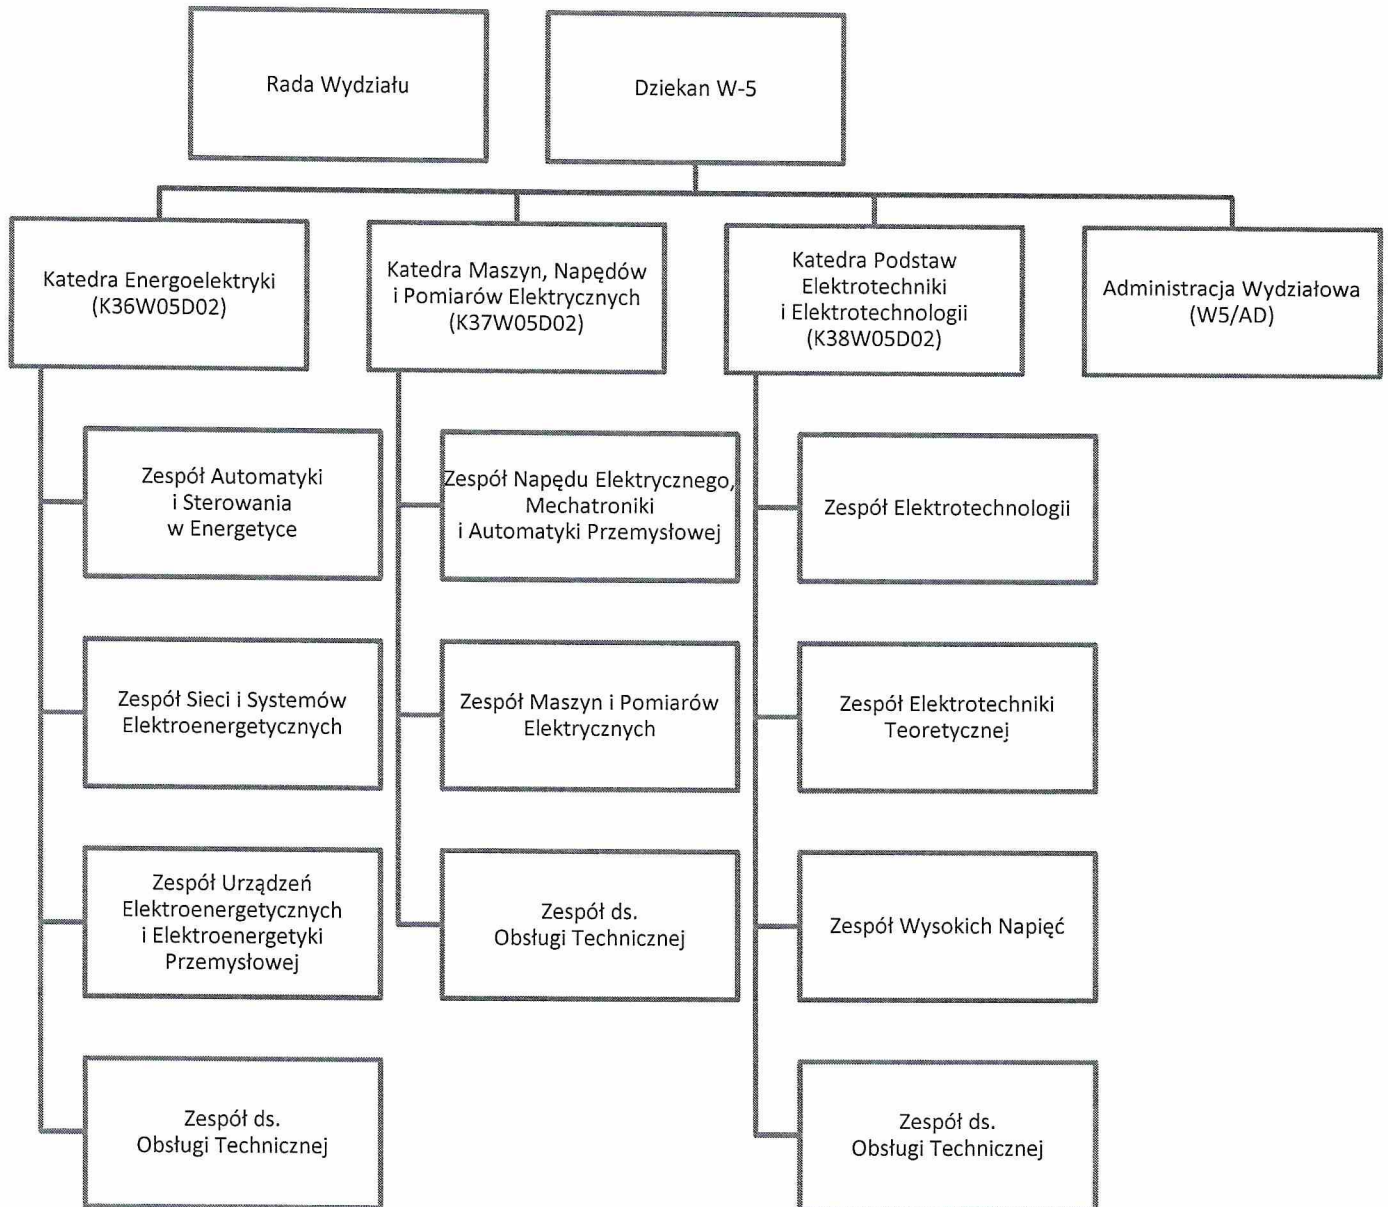 Rada Wydziału
Dziekan W-5
Katedra Energoelektryki
(K36W05D02)
Katedra Maszyn, Napędów
i Pomiarów Elektrycznych
(K37W05D02)
Katedra Podstaw
Elektrotechniki
i Elektrotechnologii
(K38W05D02)
Administracja Wydziałowa
(W5/AD)
Zespół Automatyki
i Sterowania
w Energetyce
Zespół Napędu Elektrycznego,
Mechatroniki
i Automatyki Przemysłowej
Zespół Elektrotechnologii
Zespół Sieci i Systemów
Elektroenergetycznych
Zespół Maszyn i Pomiarów
Elektrycznych
Zespół Elektrotechniki
Teoretycznej
Zespół Urządzeń
Elektroenergetycznych
i Elektroenergetyki
Przemysłowej
Zespół ds.
Obsługi Technicznej
Zespół Wysokich Napięć
Zespół ds.
Obsługi Technicznej
Zespół ds.
Obsługi Technicznej